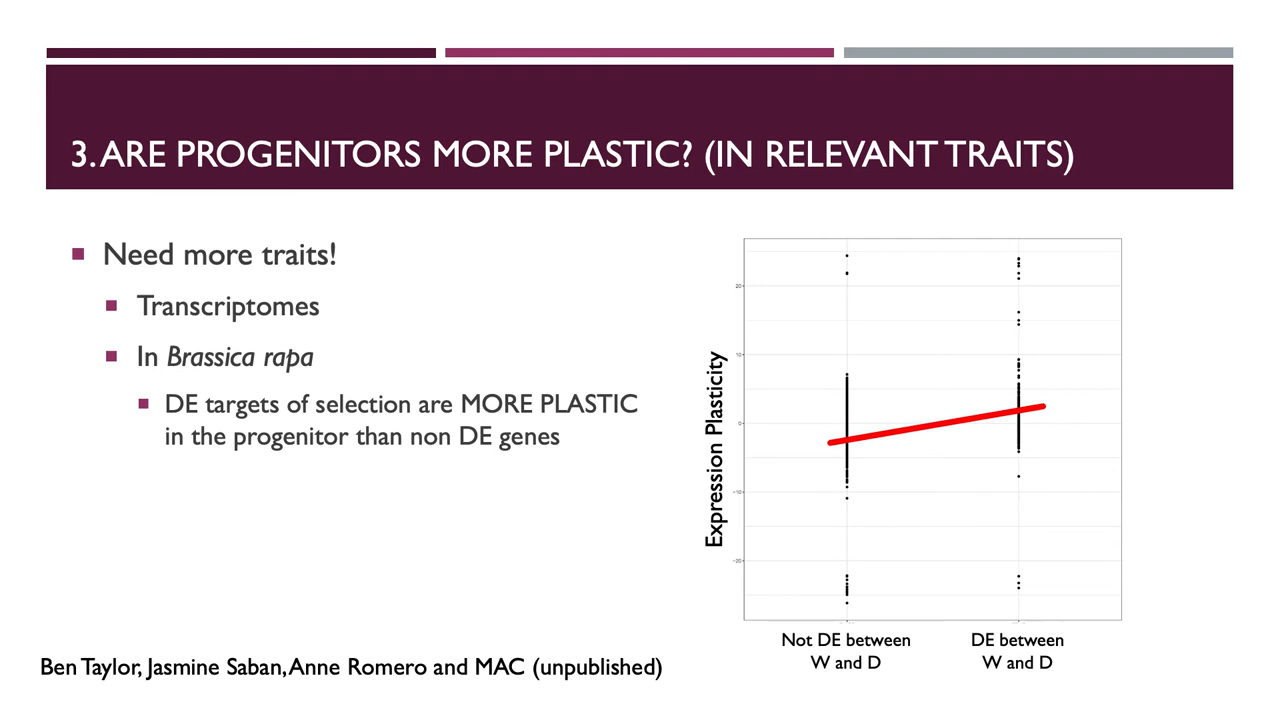 3. ARE PROGENITORS MORE PLASTIC? (IN RELEVANT TRAITS)
Need more traits!
Transcriptomes
In Brassica rapa
DE targets of selection are MORE PLASTIC
in the progenitor than non DE genes
Expression Plasticity
20
10
0
-10
-20
Not DE between
W and D
DE between
W and D
Ben Taylor, Jasmine Saban, Anne Romero and MAC (unpublished)